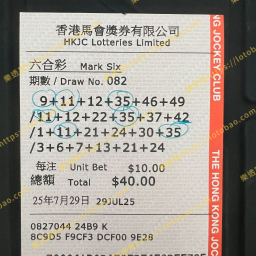 香港馬會獎券有限公司
HKJC Lotteries Limited
六合彩 Mark Six
期數 / Draw No. 082
9+11+12+35+46+49
/11+12+22+35+37+42
/1+11+21+24+30+35
/3+6+7+13+21+24
每注 Unit Bet $10.00
總額 Total $40.00
25年7月29日 29JUL25
0827044 24B9 K
8C9D5 F9CF3 DCF00 9E28
JOCKEY CLUB
THE HONG KONG JOC